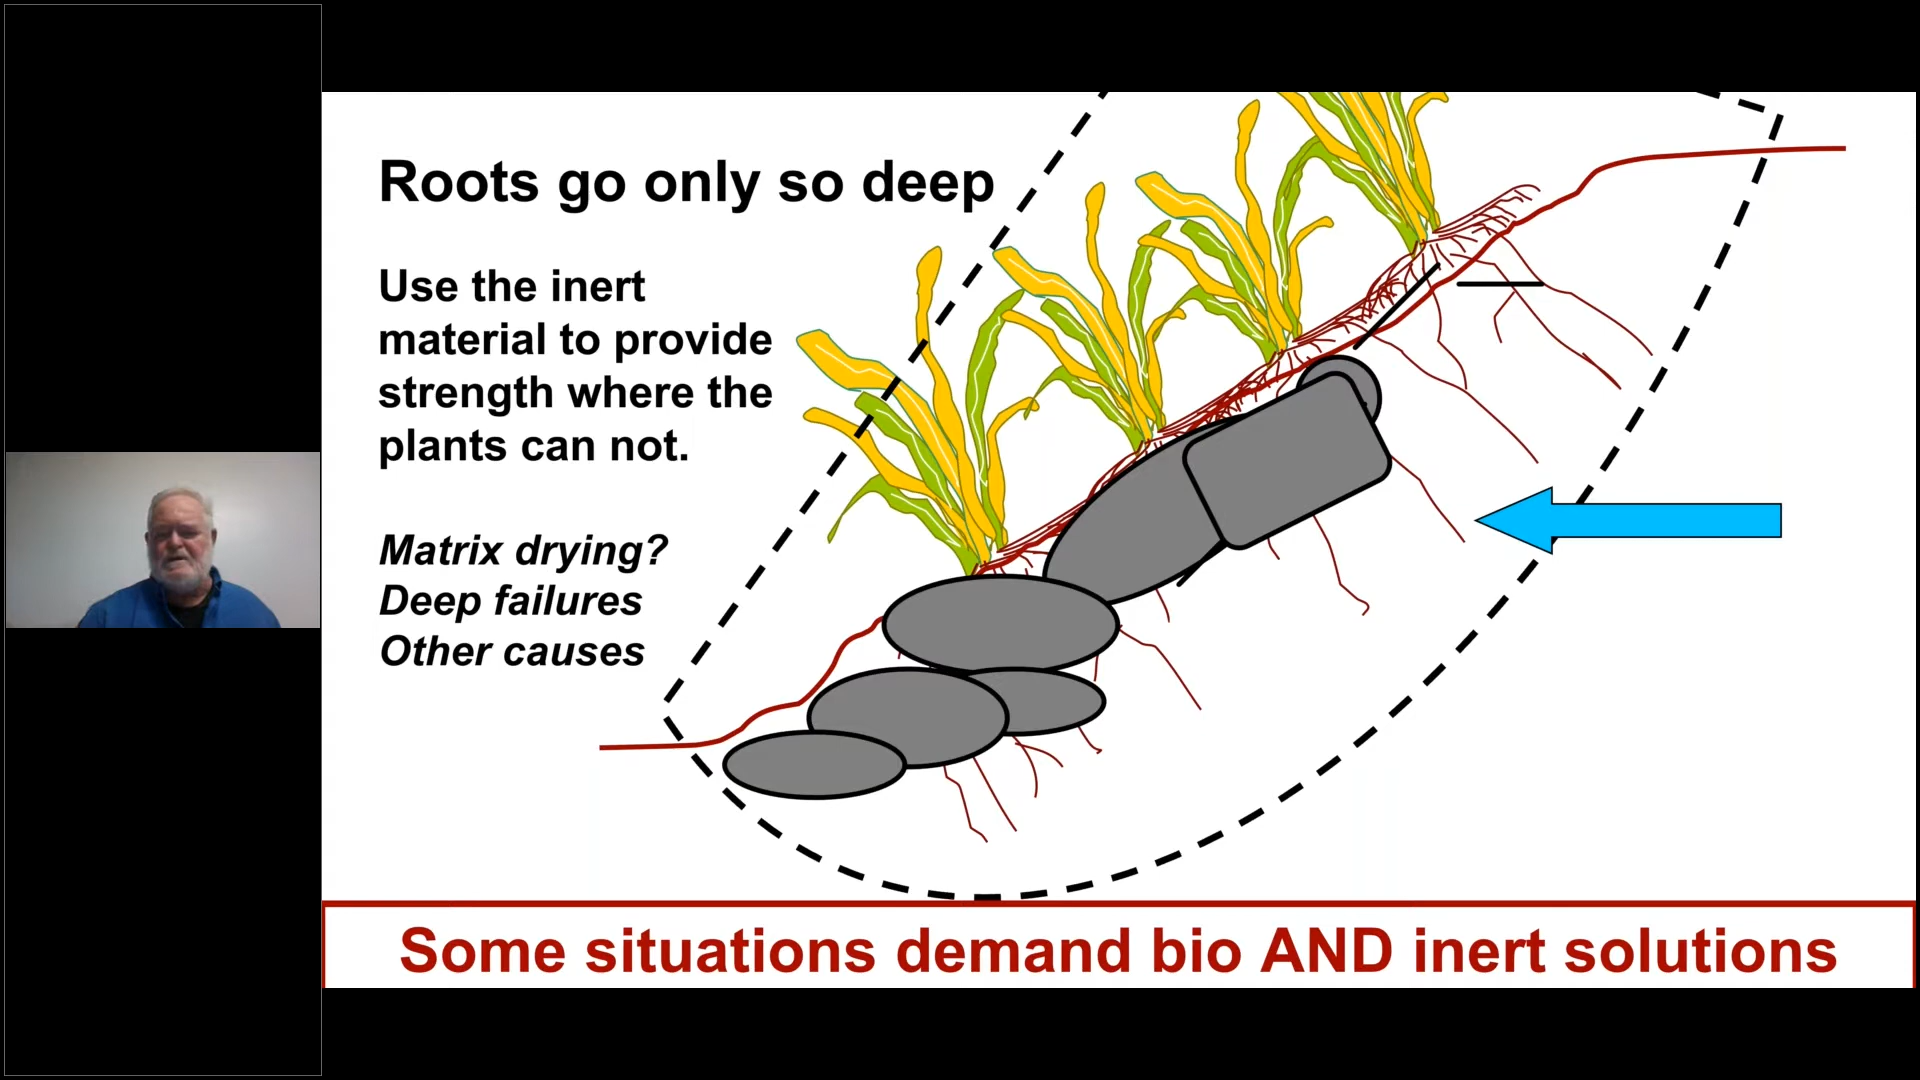 Roots go only so deep
Use the inert
material to provide
strength where the
plants can not.
Matrix drying?
Deep failures
Other causes
Some situations demand bio AND inert solutions